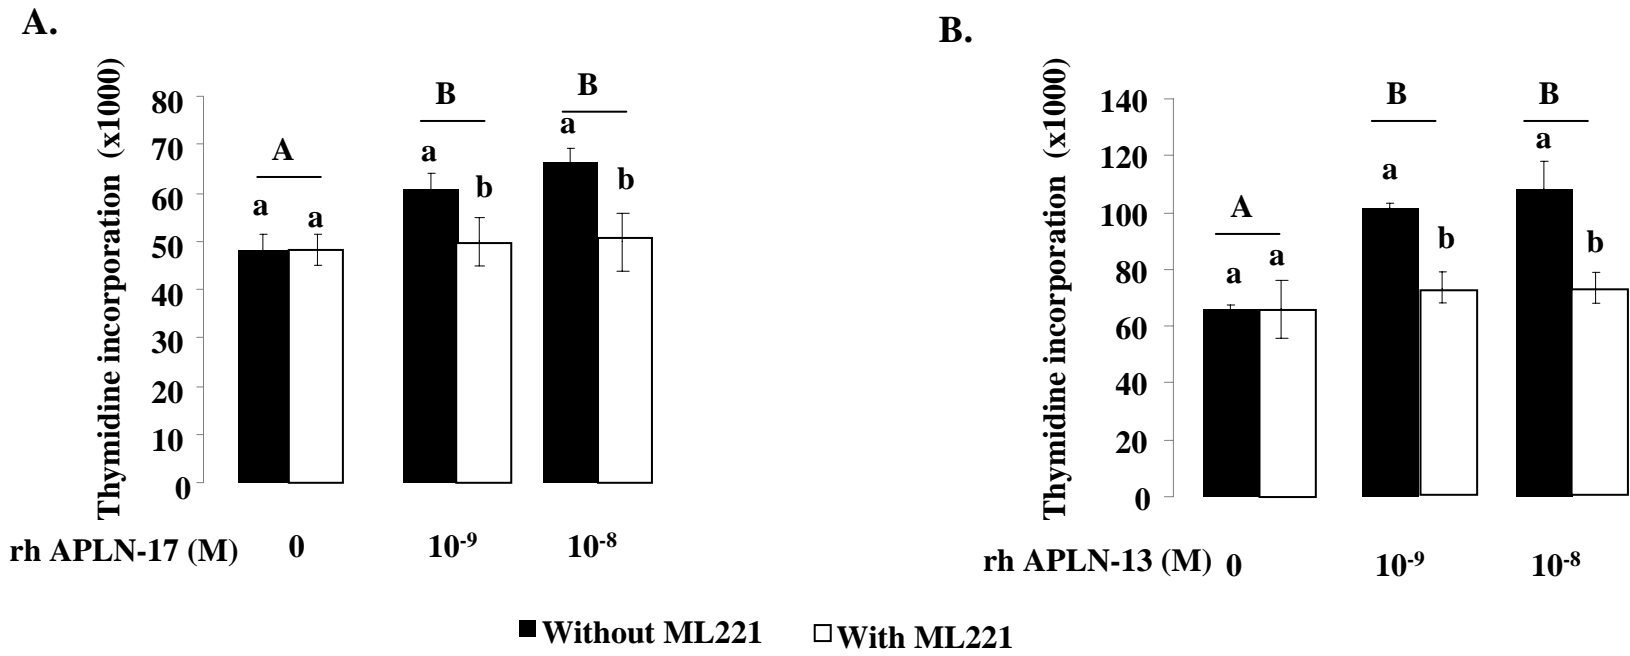 A.
Thymidine incorporation (x1000)
80
70
60
50
40
30
20
10
0
A
a
a
B
a
b
B
a
b
rh APLN-17 (M)
0
10⁻⁹
10⁻⁸
B.
Thymidine incorporation (x1000)
140
120
100
80
60
40
20
0
A
a
a
B
a
b
B
a
b
rh APLN-13 (M)
0
10⁻⁹
10⁻⁸
Without ML221
With ML221